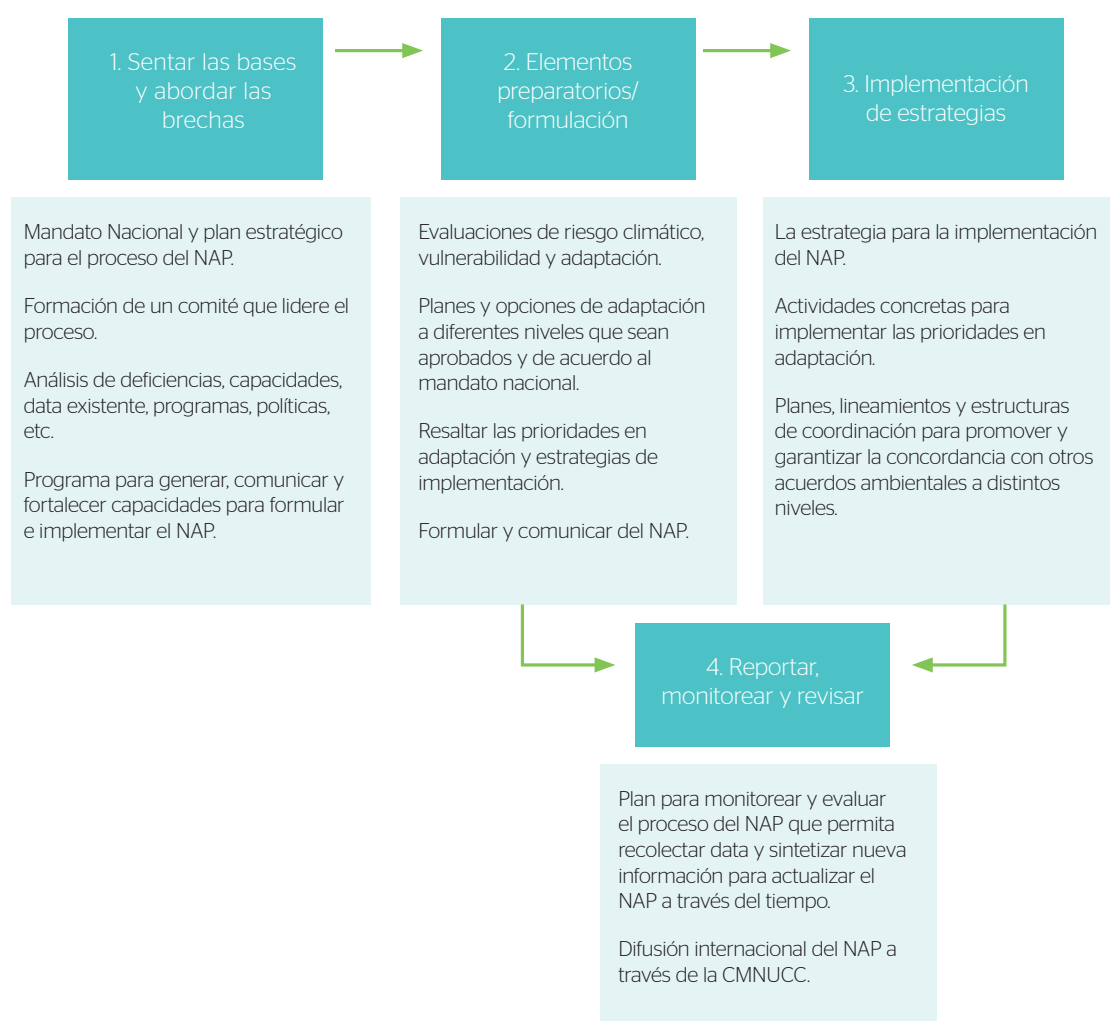 1. Sentar las bases
y abordar las
brechas
2. Elementos
preparatorios/
formulación
3. Implementación
de estrategias
Mandato Nacional y plan estratégico
para el proceso del NAP.
Formación de un comité que lidere el
proceso.
Análisis de deficiencias, capacidades,
data existente, programas, políticas,
etc.
Programa para generar, comunicar y
fortalecer capacidades para formular
e implementar el NAP.
Evaluaciones de riesgo climático,
vulnerabilidad y adaptación.
Planes y opciones de adaptación
a diferentes niveles que sean
aprobados y de acuerdo al
mandato nacional.
Resaltar las prioridades en
adaptación y estrategias de
implementación.
Formular y comunicar del NAP.
La estrategia para la implementación
del NAP.
Actividades concretas para
implementar las prioridades en
adaptación.
Planes, lineamientos y estructuras
de coordinación para promover y
garantizar la concordancia con otros
acuerdos ambientales a distintos
niveles.
4. Reportar,
monitorear y revisar
Plan para monitorear y evaluar
el proceso del NAP que permita
recolectar data y sintetizar nueva
información para actualizar el
NAP a través del tiempo.
Difusión internacional del NAP a
través de la CMNUCC.